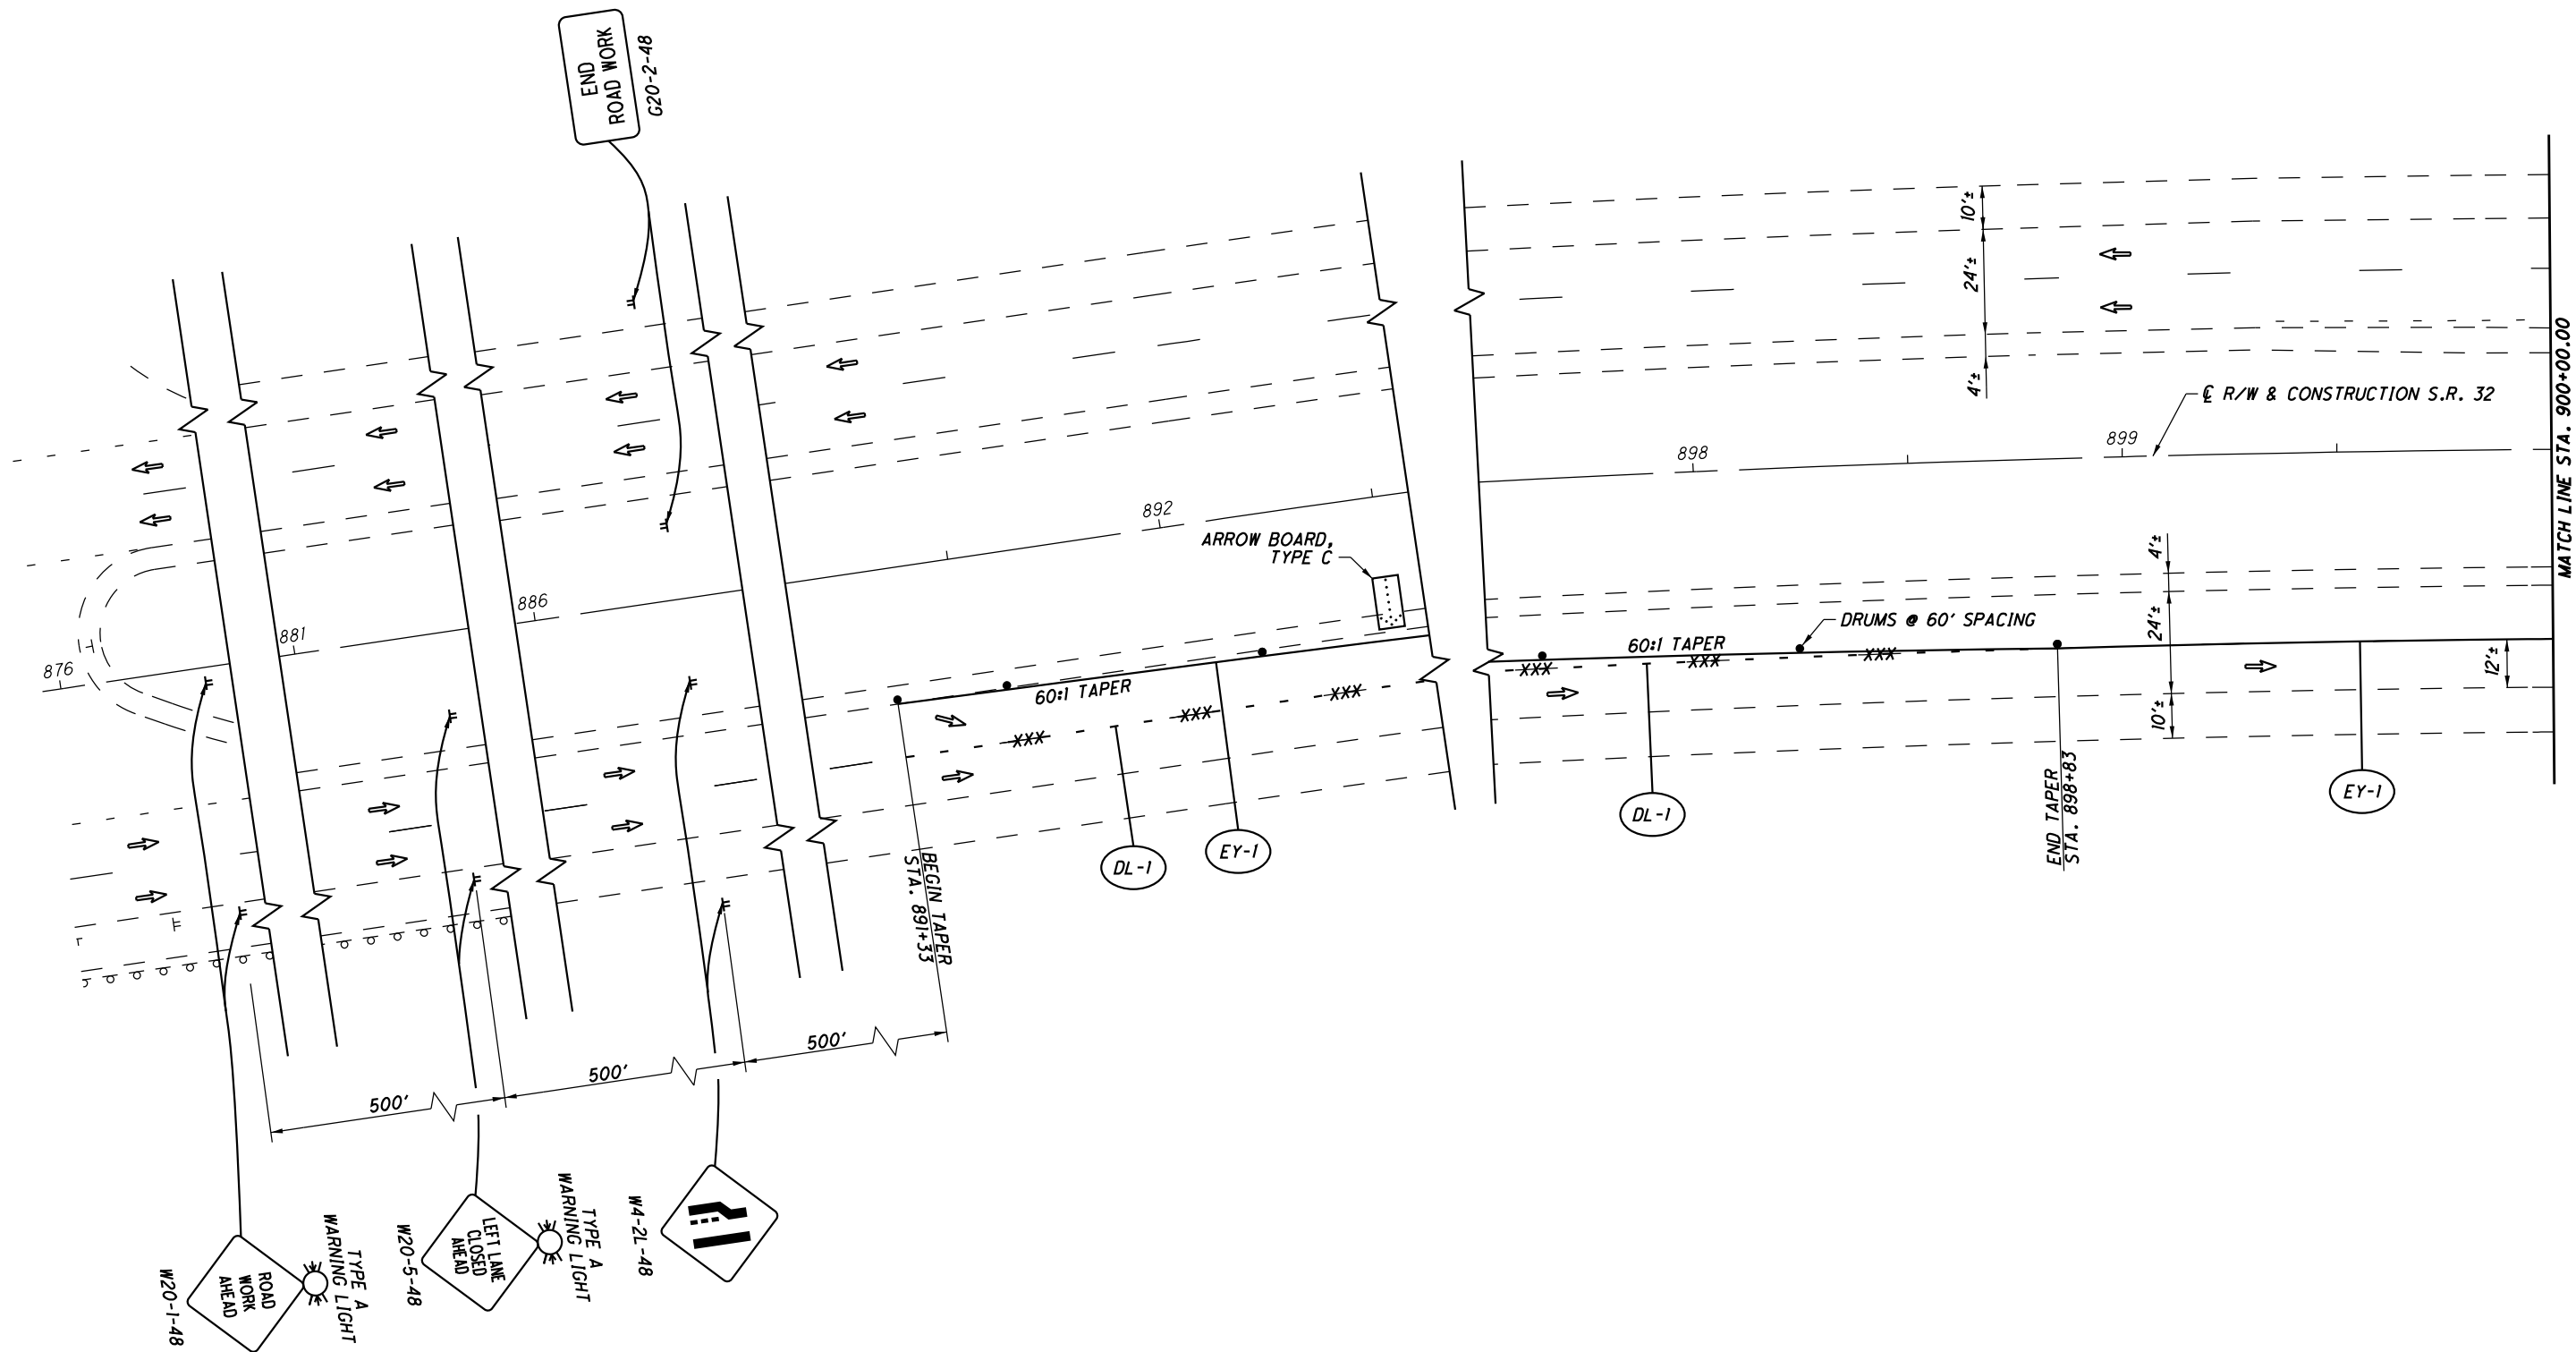 END
ROAD WORK
G20-2-48
10'±
24'±
4'±
℄ R/W & CONSTRUCTION S.R. 32
MATCH LINE STA. 900+00.00
876
881
886
892
898
899
ARROW BOARD,
TYPE C
60:1 TAPER
60:1 TAPER
DRUMS @ 60' SPACING
XXX
XXX
XXX
XXX
XXX
XXX
4'±
24'±
10'±
12'±
DL-1
EY-1
DL-1
EY-1
BEGIN TAPER
STA. 891+33
END TAPER
STA. 898+83
500'
500'
500'
ROAD
WORK
AHEAD
W20-1-48
TYPE A
WARNING LIGHT
LEFT LANE
CLOSED
AHEAD
W20-5-48
TYPE A
WARNING LIGHT
W4-2L-48